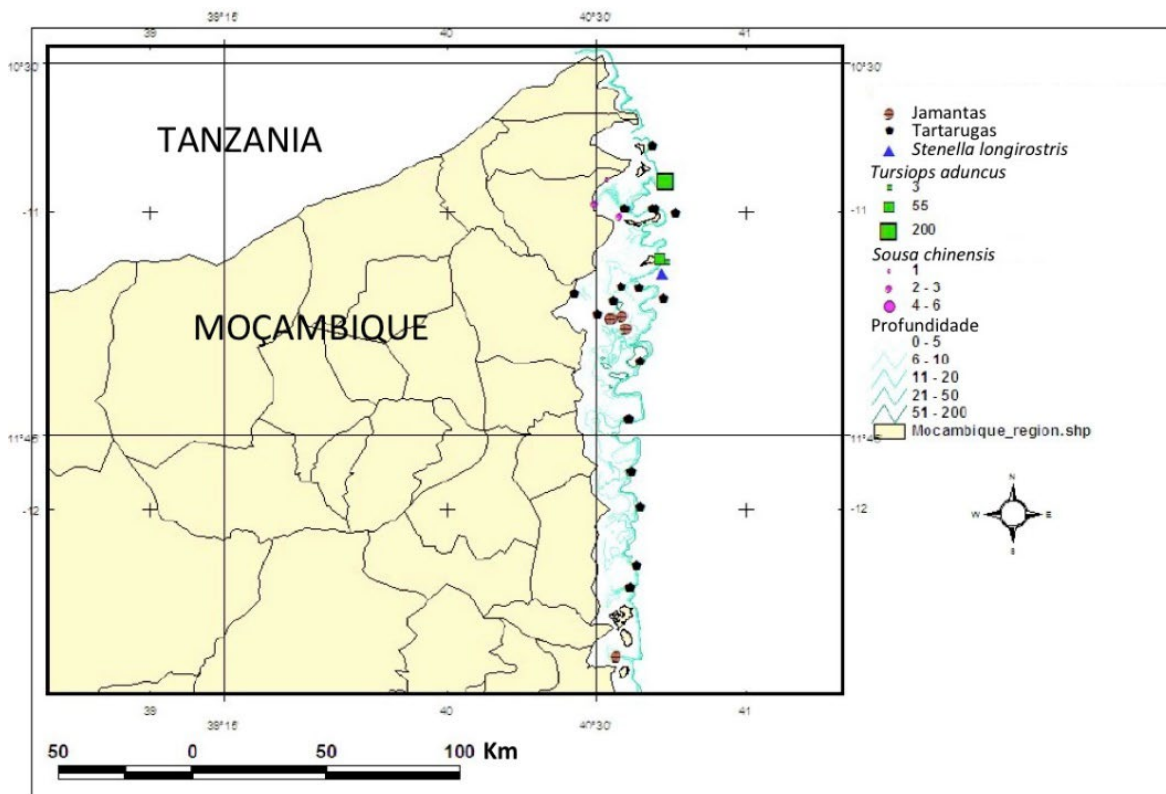 39°15' 40°30'
39 40 41
10°30' 10°30'
TANZANIA
-11 -11
MOÇAMBIQUE
11°45' 11°45'
-12 -12
39 40 41
39°15' 40°30'
50 0 50 100 Km
Jamantas
Tartarugas
Stenella longirostris
Tursiops aduncus
3
55
200
Sousa chinensis
1
2 - 3
4 - 6
Profundidade
0 - 5
6 - 10
11 - 20
21 - 50
51 - 200
Mocambique_region.shp
N
W E
S